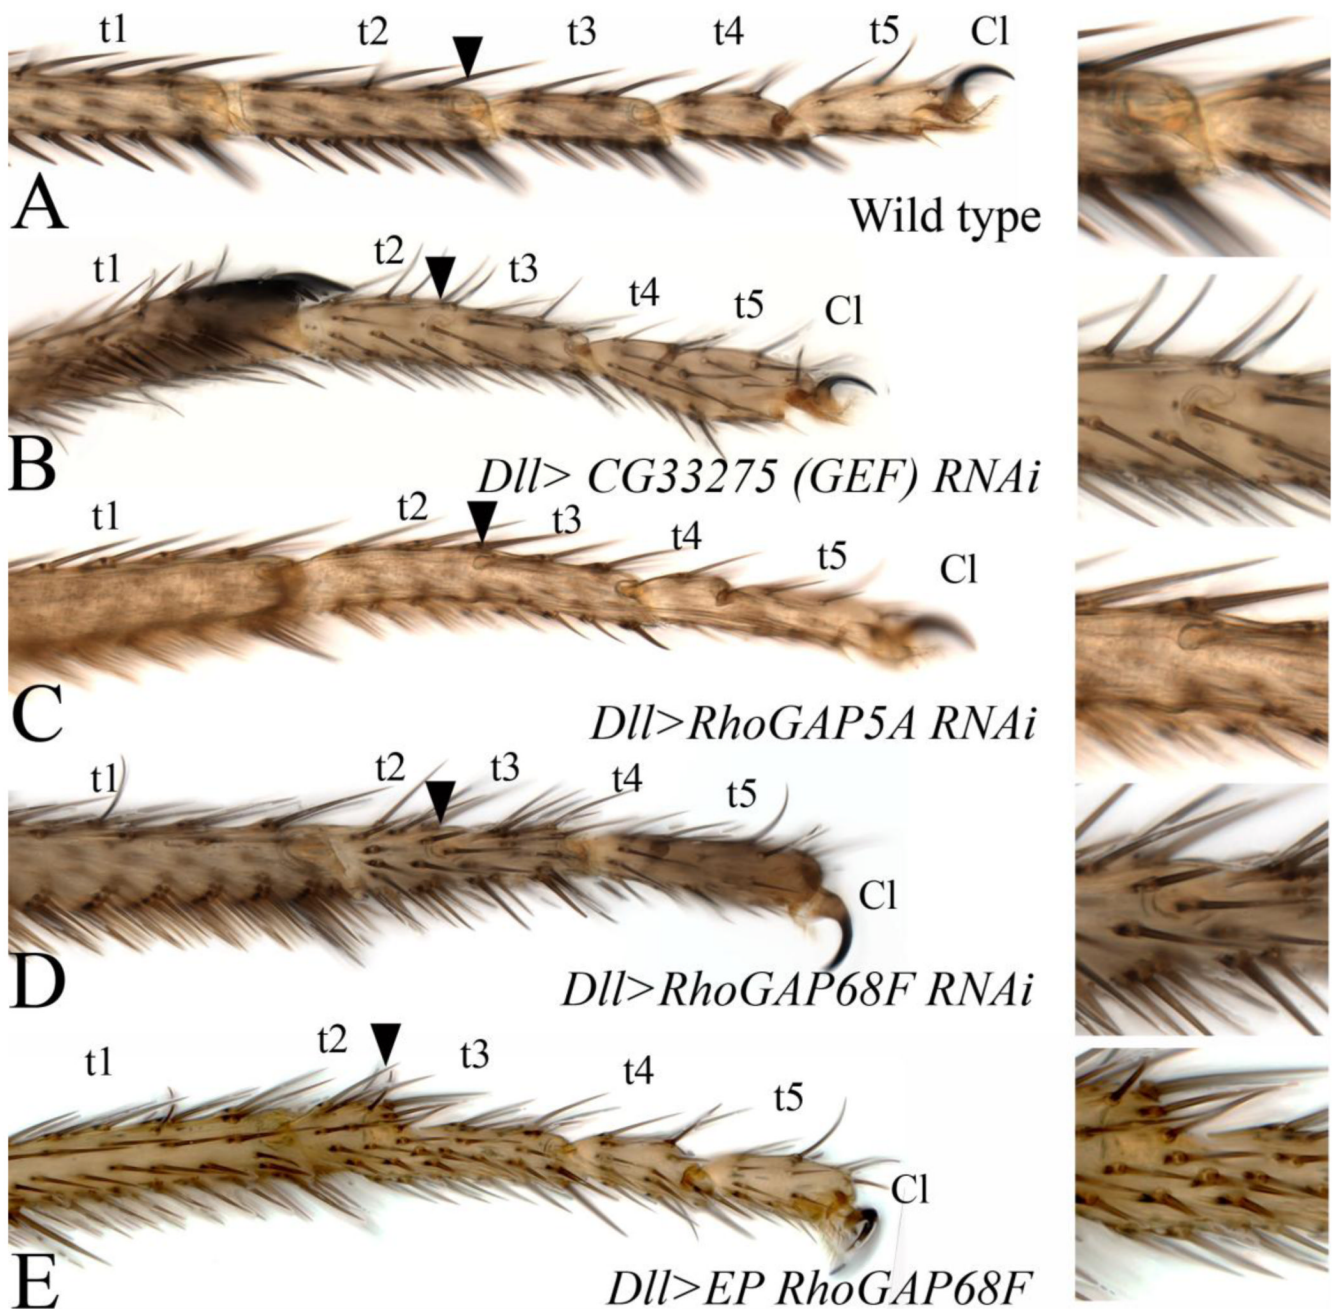 t1 t2 t3 t4 t5 Cl
A
Wild type
t1 t2 t3 t4 t5 Cl
B
Dll> CG33275 (GEF) RNAi
t1 t2 t3 t4 t5 Cl
C
Dll>RhoGAP5A RNAi
t1 t2 t3 t4 t5 Cl
D
Dll>RhoGAP68F RNAi
t1 t2 t3 t4 t5 Cl
E
Dll>EP RhoGAP68F